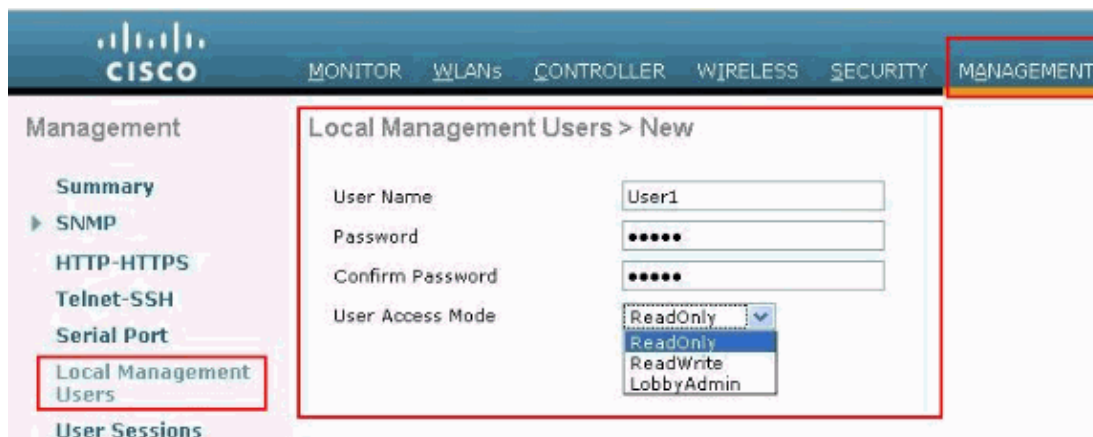 CISCO
MONITOR WLANs CONTROLLER WIRELESS SECURITY MANAGEMENT
Management
Summary
SNMP
HTTP-HTTPS
Telnet-SSH
Serial Port
Local Management
Users
User Sessions
Local Management Users > New
User Name User1
Password •••••
Confirm Password •••••
User Access Mode ReadOnly
ReadOnly
ReadWrite
LobbyAdmin